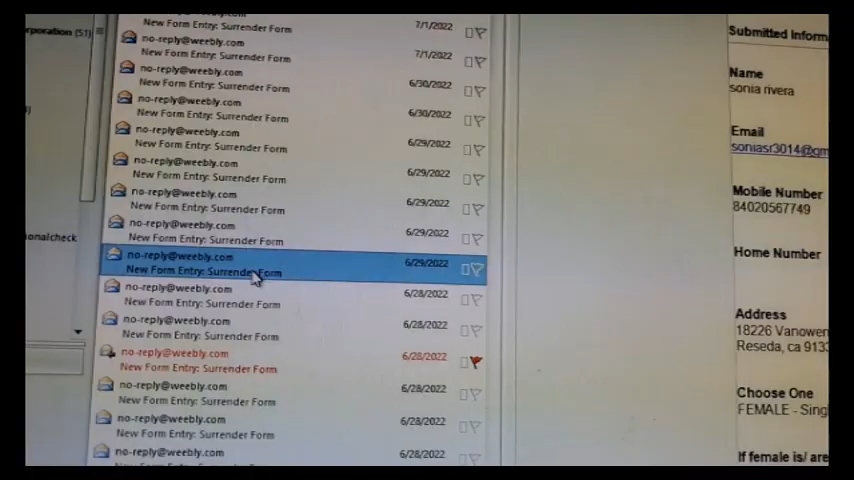 rporation (51)
onalcheck
New Form Entry: Surrender Form
7/1/2022
no-reply@weebly.com
New Form Entry: Surrender Form
7/1/2022
no-reply@weebly.com
New Form Entry: Surrender Form
6/30/2022
no-reply@weebly.com
New Form Entry: Surrender Form
6/30/2022
no-reply@weebly.com
New Form Entry: Surrender Form
6/29/2022
no-reply@weebly.com
New Form Entry: Surrender Form
6/29/2022
no-reply@weebly.com
New Form Entry: Surrender Form
6/29/2022
no-reply@weebly.com
New Form Entry: Surrender Form
6/29/2022
no-reply@weebly.com
New Form Entry: Surrender Form
6/29/2022
no-reply@weebly.com
New Form Entry: Surrender Form
6/28/2022
no-reply@weebly.com
New Form Entry: Surrender Form
6/28/2022
no-reply@weebly.com
New Form Entry: Surrender Form
6/28/2022
no-reply@weebly.com
New Form Entry: Surrender Form
6/28/2022
no-reply@weebly.com
New Form Entry: Surrender Form
6/28/2022
no-reply@weebly.com
6/28/2022
Submitted Inform
Name
sonia rivera
Email
soniasr3014@gm
Mobile Number
84020567749
Home Number
Address
18226 Vanowen
Reseda, ca 913
Choose One
FEMALE - Sing
If female is/ are